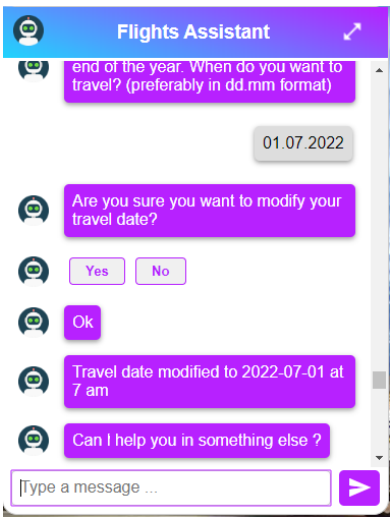 Flights Assistant
end of the year. When do you want to
travel? (preferably in dd.mm format)
01.07.2022
Are you sure you want to modify your
travel date?
Yes No
Ok
Travel date modified to 2022-07-01 at
7 am
Can I help you in something else ?
Type a message ...